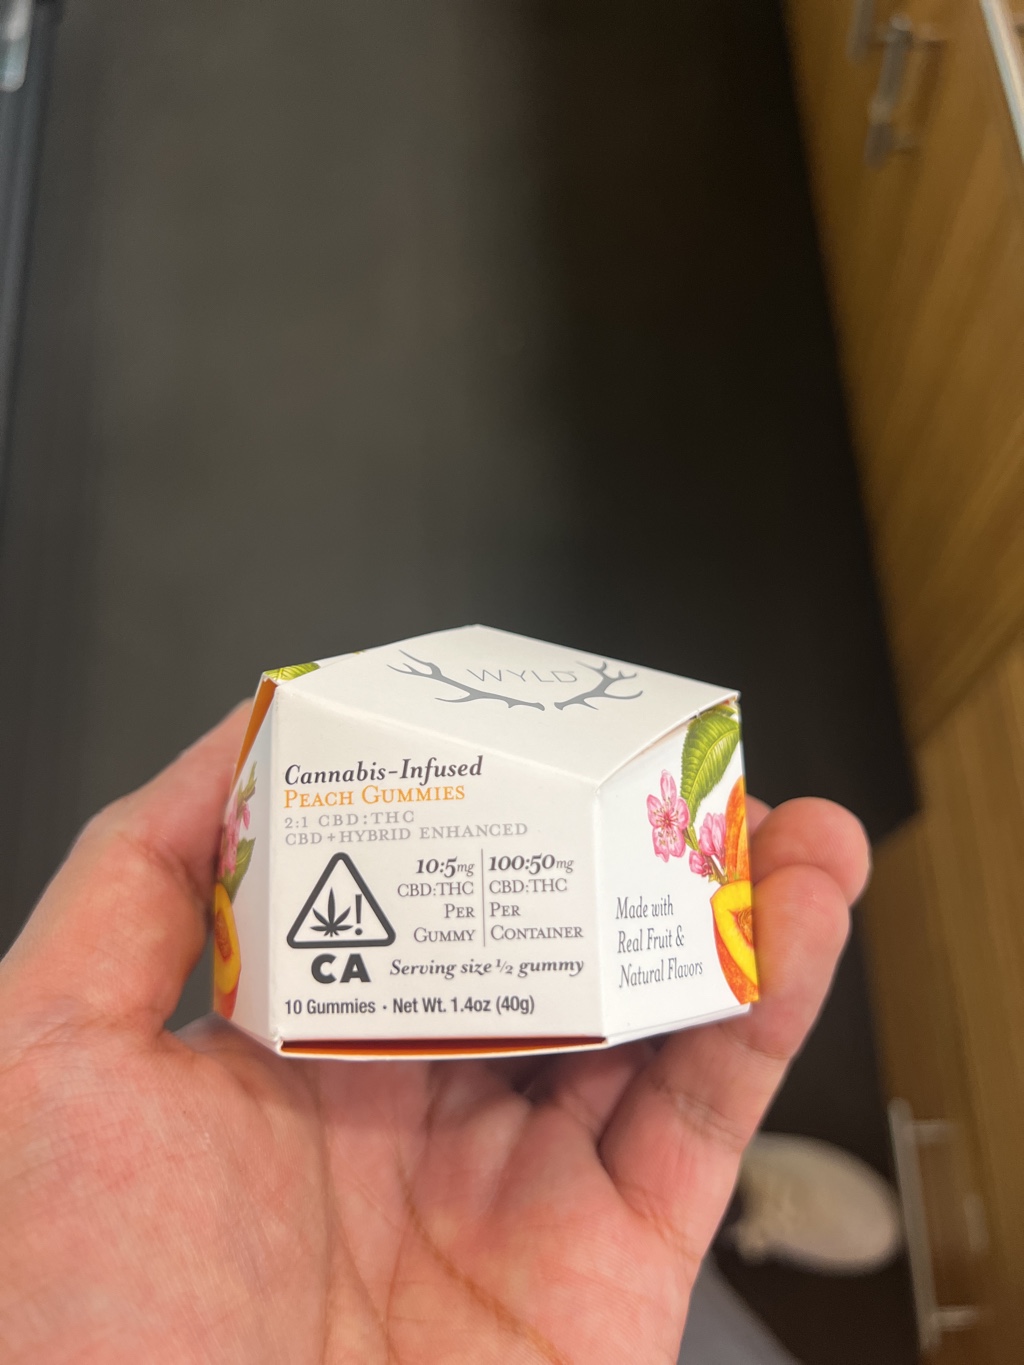 WYLD
Cannabis-Infused
PEACH GUMMIES
2:1 CBD:THC
CBD+HYBRID ENHANCED
10:5mg
CBD:THC
PER
GUMMY
100:50mg
CBD:THC
PER
CONTAINER
CA
Serving size ½ gummy
10 Gummies · Net Wt. 1.4oz (40g)
Made with
Real Fruit &
Natural Flavors